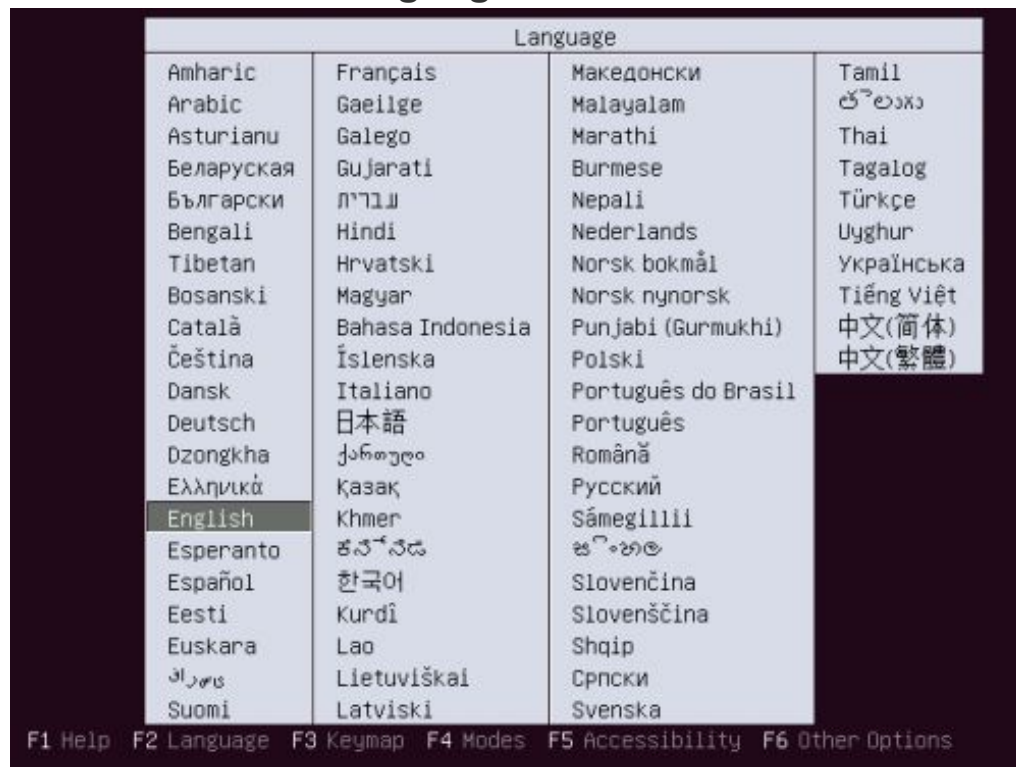 Language
Amharic
Arabic
Asturianu
Беларуская
Български
Bengali
Tibetan
Bosanski
Català
Čeština
Dansk
Deutsch
Dzongkha
Ελληνικά
English
Esperanto
Español
Eesti
Euskara
Suomi
Français
Gaeilge
Galego
Gujarati
עברית
Hindi
Hrvatski
Magyar
Bahasa Indonesia
Íslenska
Italiano
日本語
ქართული
Қазақ
Khmer
ಕನ್ನಡ
한국어
Kurdî
Lao
Lietuviškai
Latviski
Македонски
Malayalam
Marathi
Burmese
Nepali
Nederlands
Norsk bokmål
Norsk nynorsk
Punjabi (Gurmukhi)
Polski
Português do Brasil
Português
Română
Русский
Sámegillii
සිංහල
Slovenčina
Slovenščina
Shqip
Српски
Svenska
Tamil
తెలుగు
Thai
Tagalog
Türkçe
Uyghur
Українська
Tiếng Việt
中文(简体)
中文(繁體)
F1 Help F2 Language F3 Keymap F4 Modes F5 Accessibility F6 Other Options